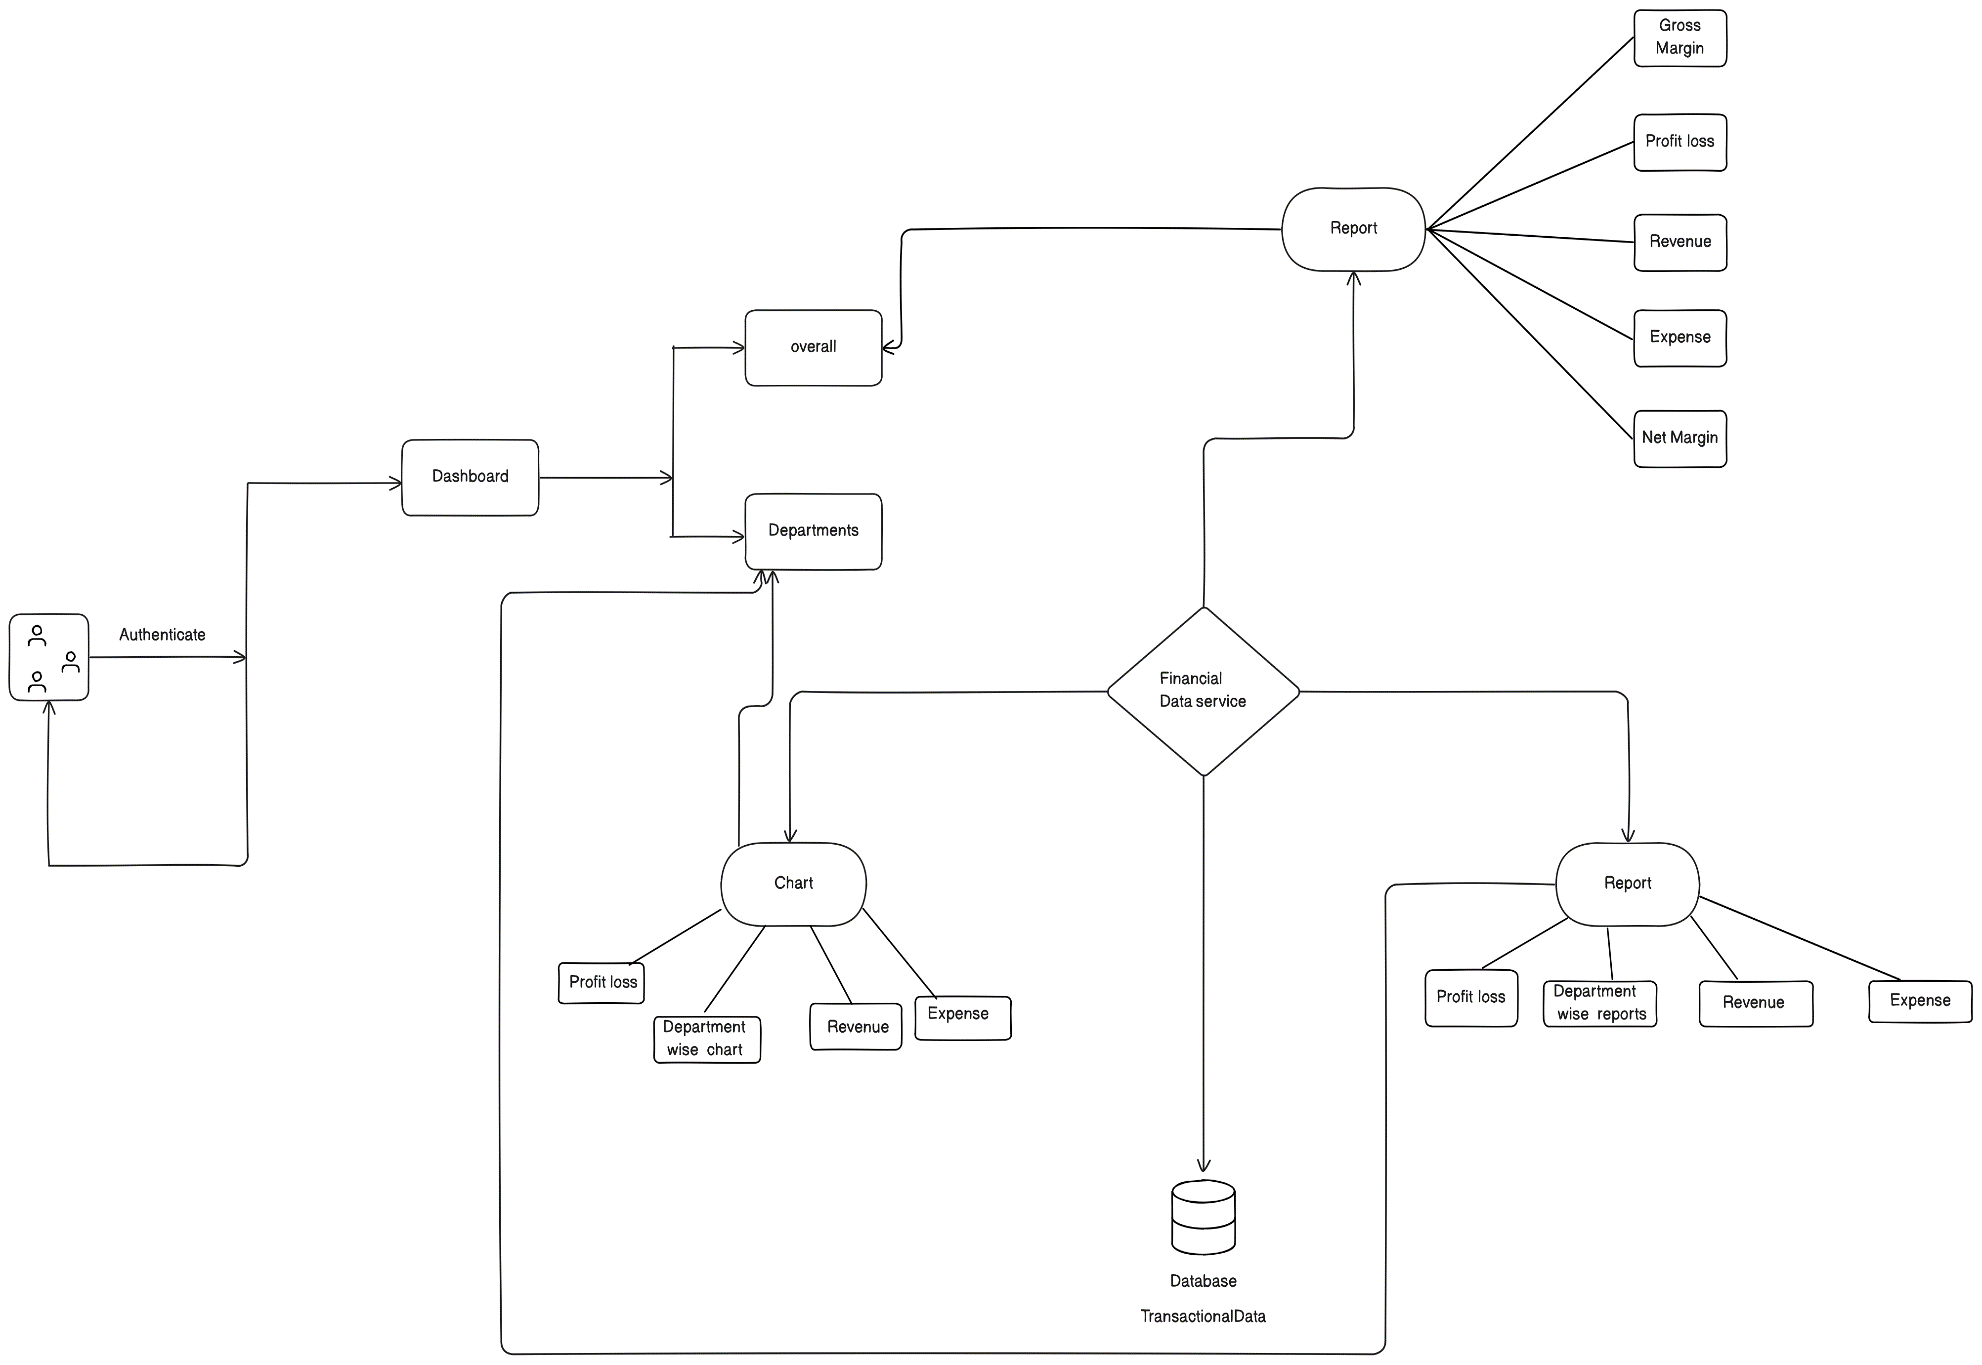 Gross
Margin
Profit loss
Report
Revenue
overall
Expense
Net Margin
Dashboard
Departments
Authenticate
Financial
Data service
Chart
Report
Profit loss
Department
wise chart
Revenue
Expense
Profit loss
Department
wise reports
Revenue
Expense
Database
TransactionalData